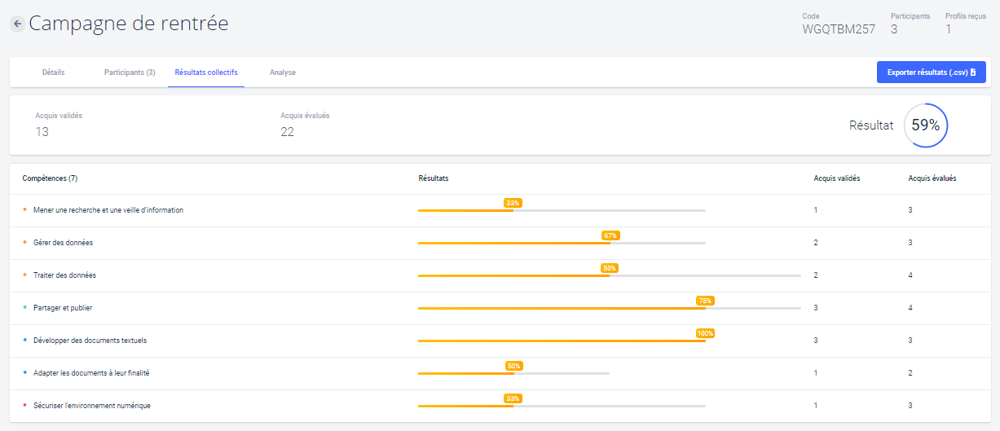 Campagne de rentrée
Code Participants Profils reçus
WGQTBM257 3 1
Détails Participants (3) Résultats collectifs Analyse Exporter résultats (.csv)
Acquis validés Acquis évalués
13 22 Résultat 59%
Compétences (7) Résultats Acquis validés Acquis évalués
Mener une recherche et une veille d'information 33% 1 3
Gérer des données 67% 2 3
Traiter des données 50% 2 4
Partager et publier 75% 3 4
Développer des documents textuels 100% 3 3
Adapter les documents à leur finalité 50% 1 2
Sécuriser l'environnement numérique 33% 1 3